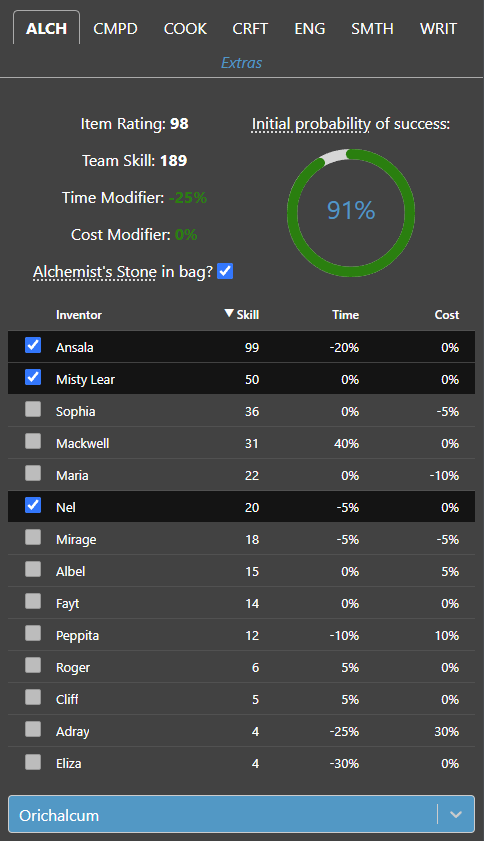 ALCH CMPD COOK CRFT ENG SMTH WRIT
Extras
Item Rating: 98
Team Skill: 189
Time Modifier: -25%
Cost Modifier: 0%
Alchemist's Stone in bag?
Initial probability of success:
91%
Inventor ▼ Skill Time Cost
Ansala 99 -20% 0%
Misty Lear 50 0% 0%
Sophia 36 0% -5%
Mackwell 31 40% 0%
Maria 22 0% -10%
Nel 20 -5% 0%
Mirage 18 -5% -5%
Albel 15 0% 5%
Fayt 14 0% 0%
Peppita 12 -10% 10%
Roger 6 5% 0%
Cliff 5 5% 0%
Adray 4 -25% 30%
Eliza 4 -30% 0%
Orichalcum